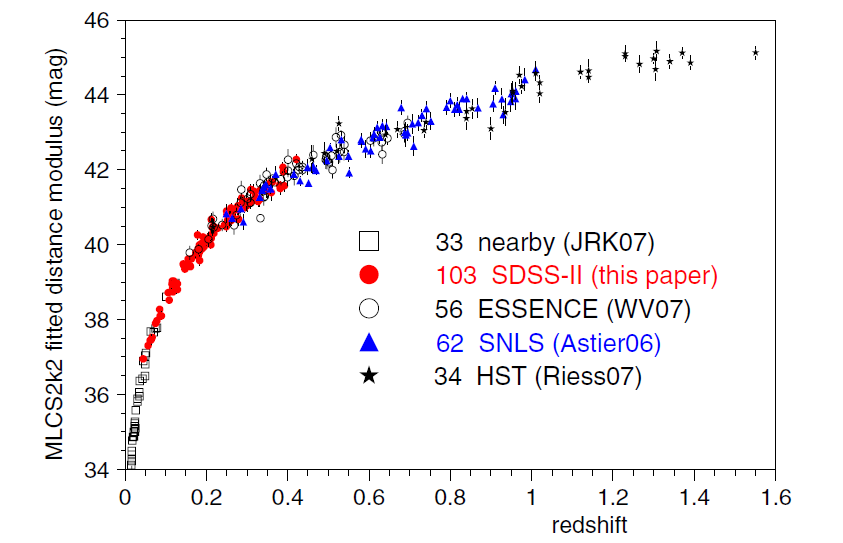 MLCS2k2 fitted distance modulus (mag)
46
44
42
40
38
36
34
33 nearby (JRK07)
103 SDSS-II (this paper)
56 ESSENCE (WV07)
62 SNLS (Astier06)
34 HST (Riess07)
0 0.2 0.4 0.6 0.8 1 1.2 1.4 1.6
redshift